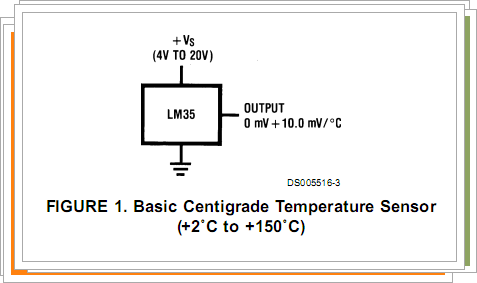 +VS
(4V TO 20V)
LM35
OUTPUT
0 mV +10.0 mV/°C
DS005516-3
FIGURE 1. Basic Centigrade Temperature Sensor
(+2˚C to +150˚C)